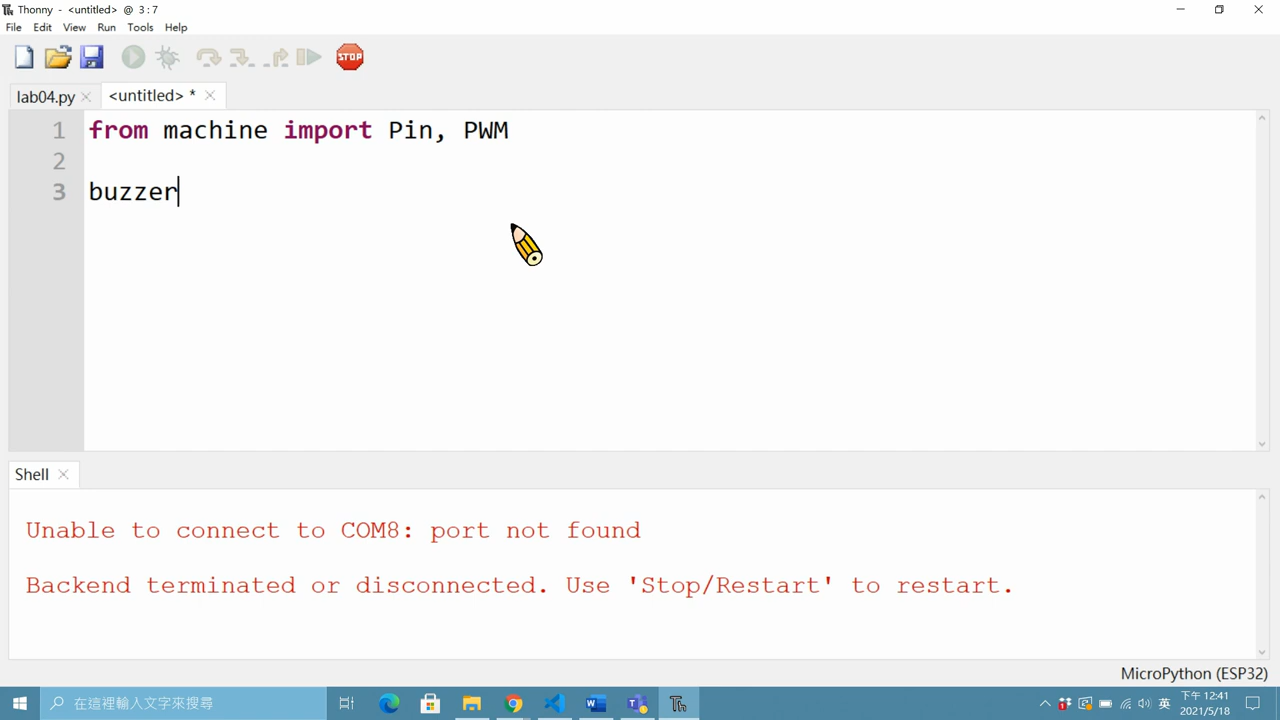 Thonny - <untitled> @ 3 : 7
File Edit View Run Tools Help
STOP
lab04.py <untitled> *
1 from machine import Pin, PWM
2
3 buzzer
Shell
Unable to connect to COM8: port not found
Backend terminated or disconnected. Use 'Stop/Restart' to restart.
MicroPython (ESP32)
在這裡輸入文字來搜尋
英
下午 12:41
2021/5/18